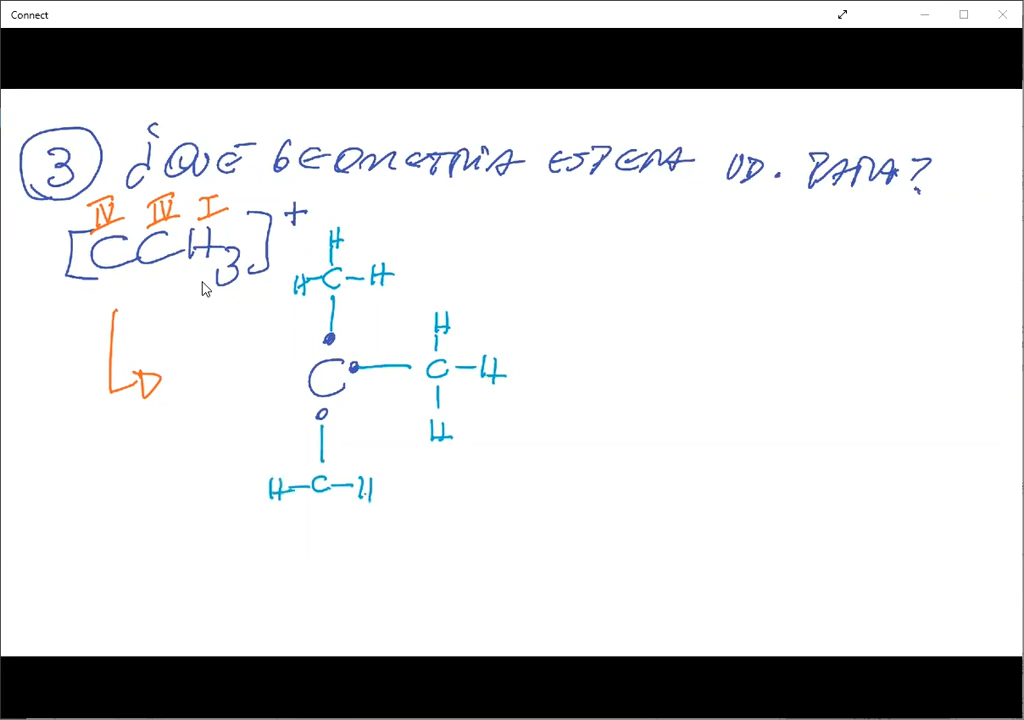 Connect
3 ¿QUÉ GEOMETRÍA ESPERA UD. PARA?
IV IV I
[CCH3]+
H
H-C-H
H
C C-H
H
H-C-H